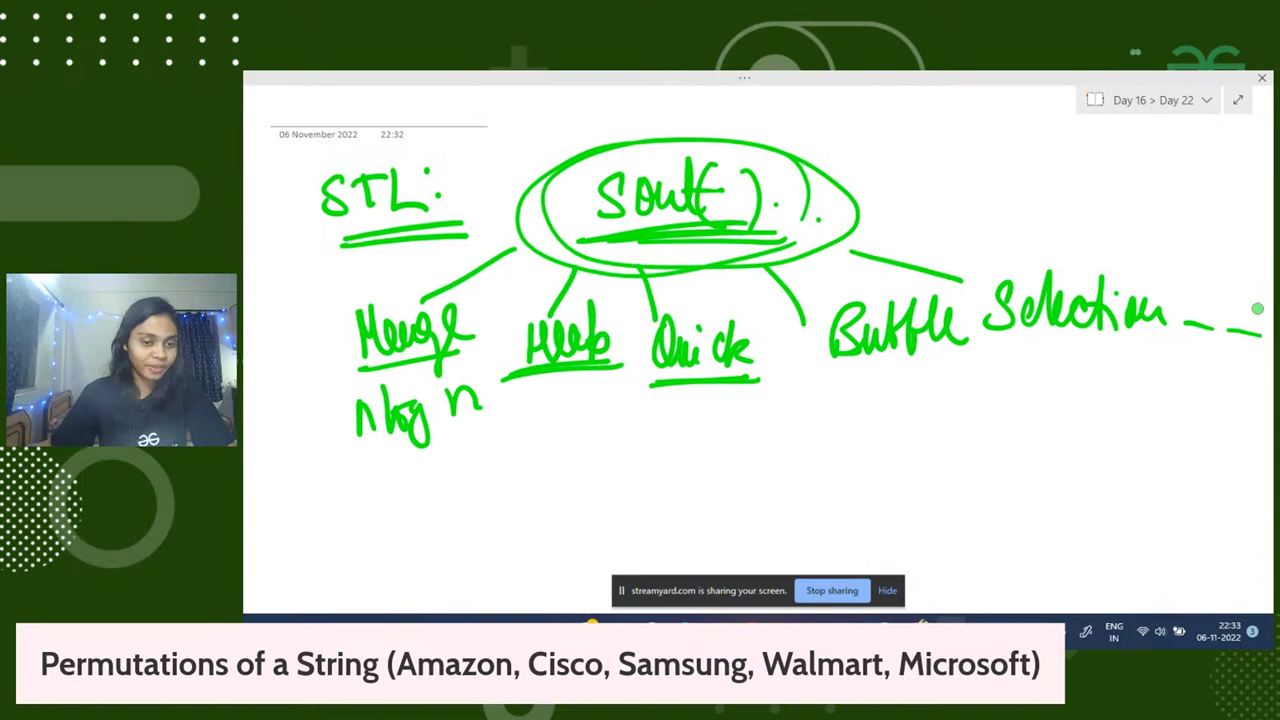 Day 16 > Day 22
06 November 2022 22:32
STL: Sort( ).
Merge Heap Quick Bubble Selection
n log n
streamyard.com is sharing your screen. Stop sharing Hide
ENG
IN
22:33
06-11-2022
3
Permutations of a String (Amazon, Cisco, Samsung, Walmart, Microsoft)